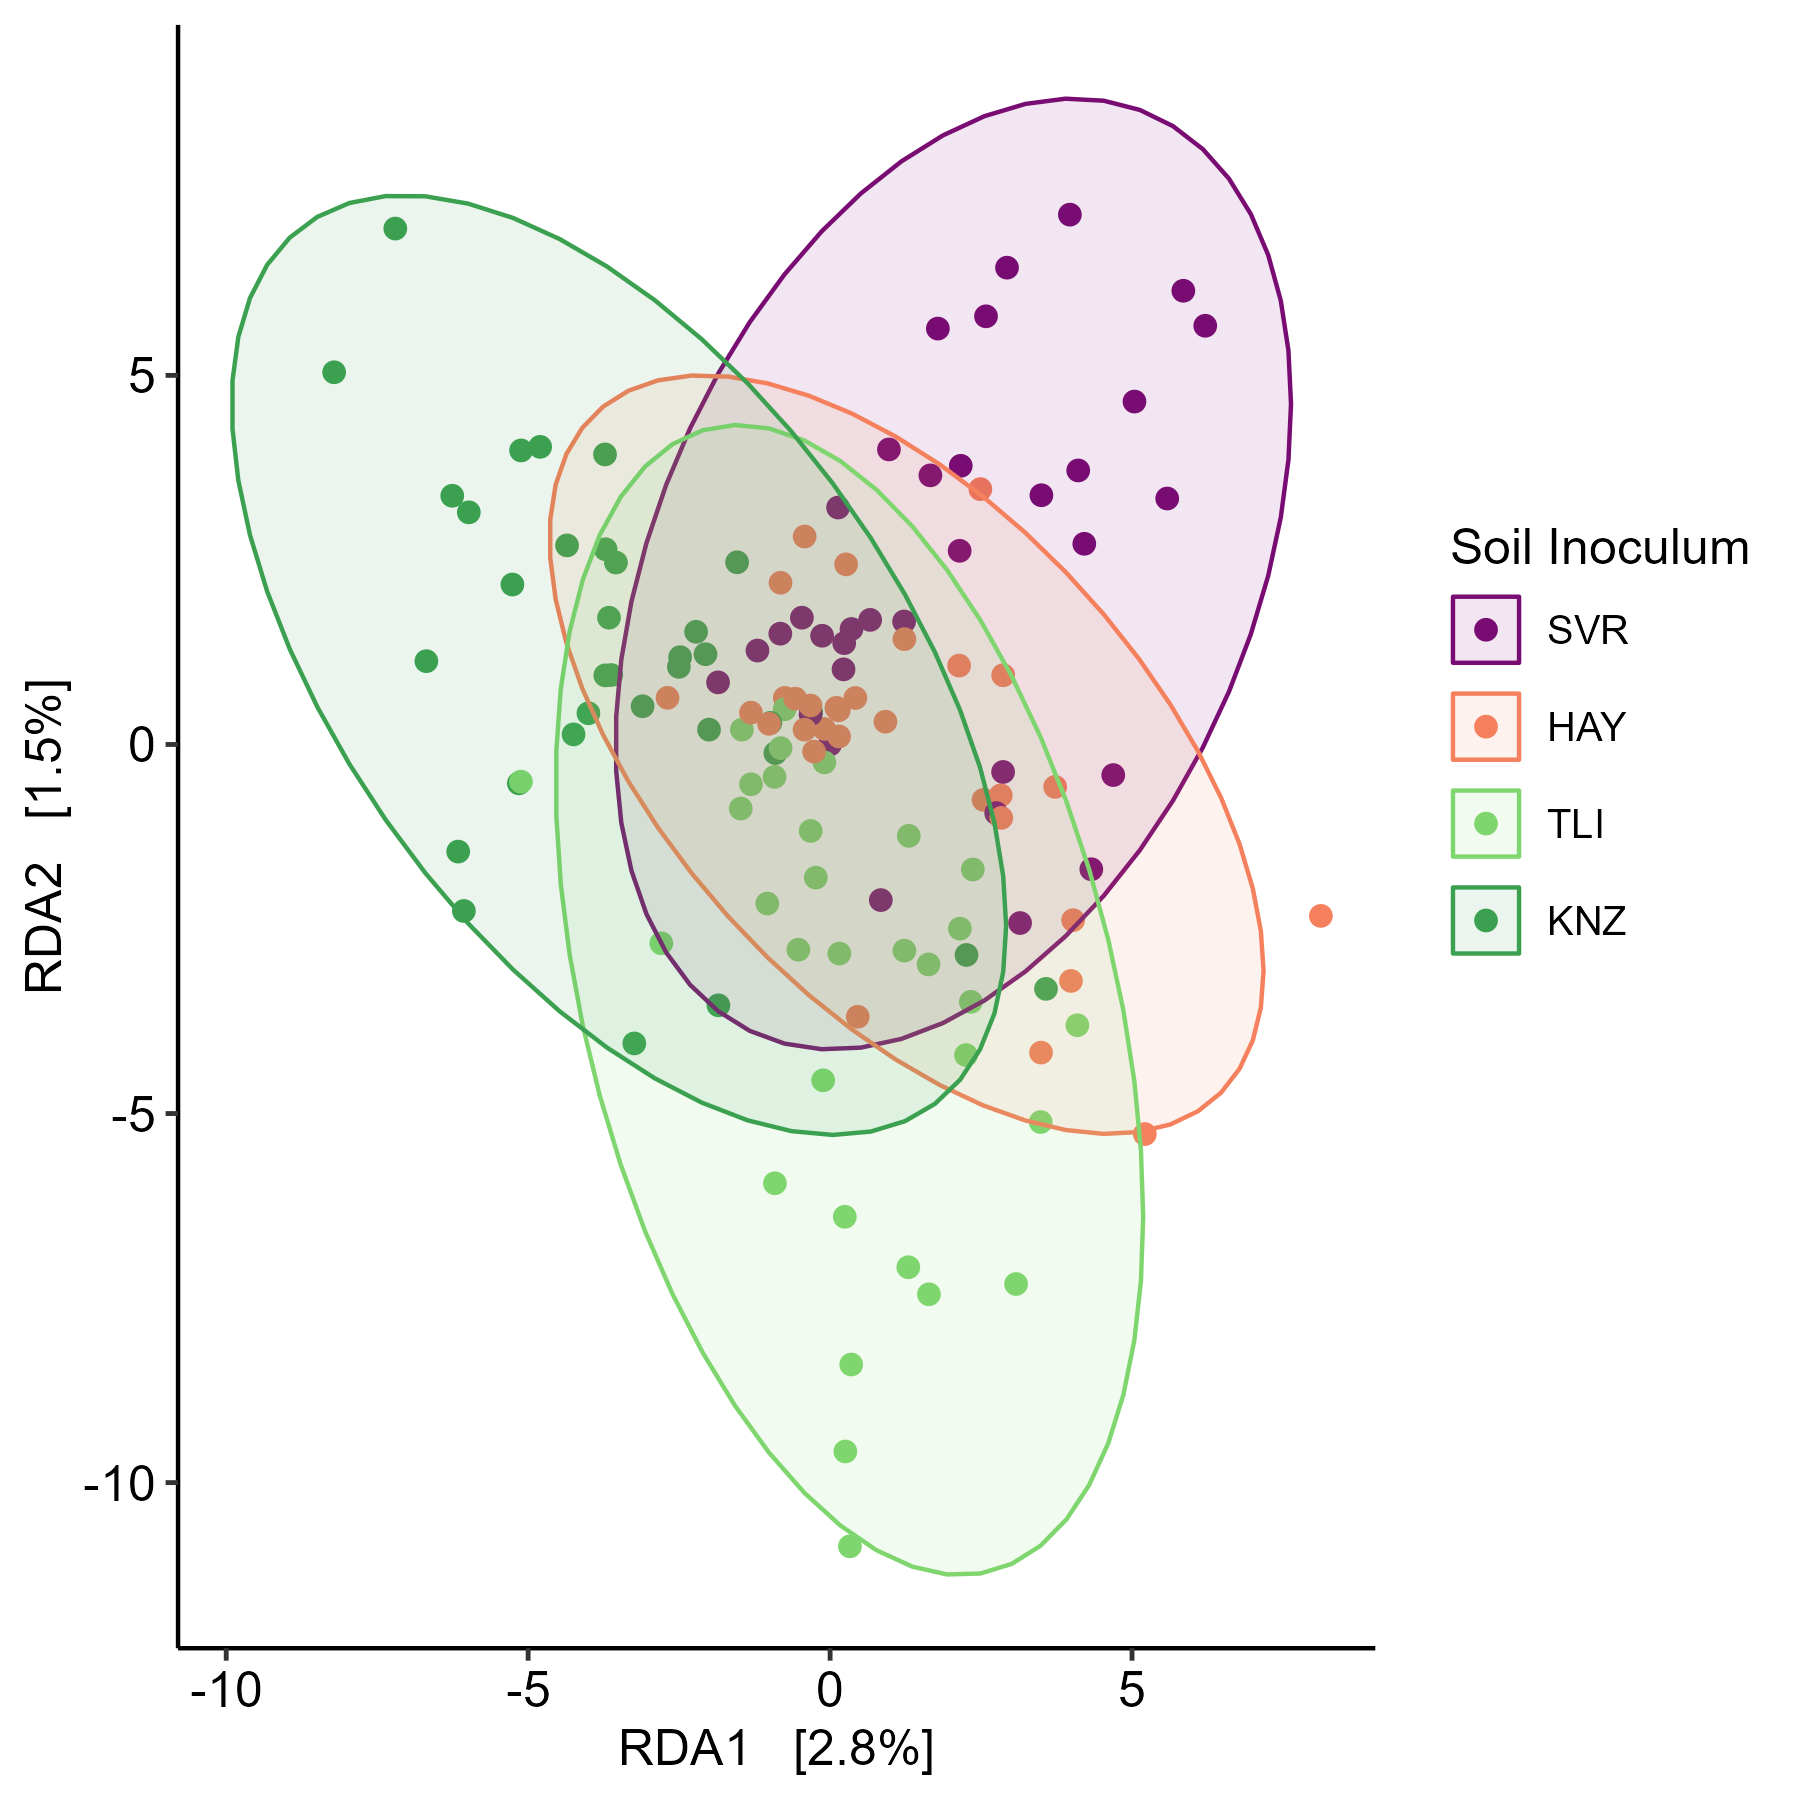 5
0
-5
-10
RDA2 [1.5%]
-10 -5 0 5
RDA1 [2.8%]
Soil Inoculum
SVR
HAY
TLI
KNZ